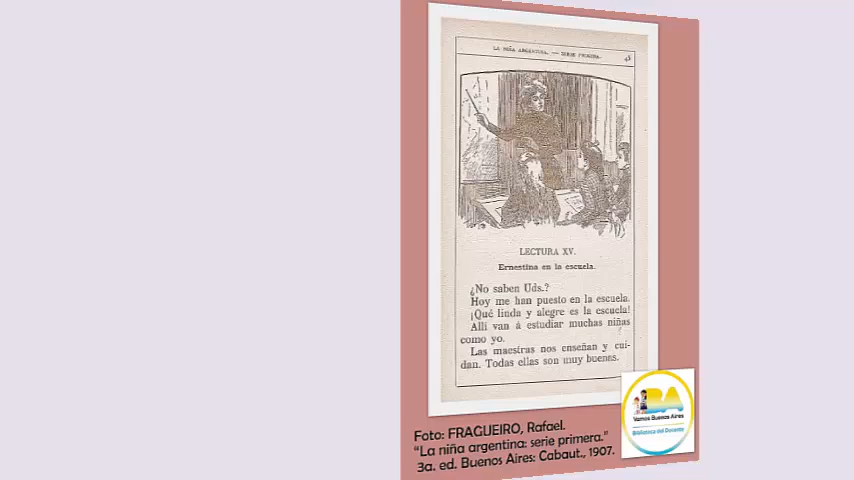 LA NIÑA ARGENTINA. — SERIE PRIMERA.
LECTURA XV.
Ernestina en la escuela.
¿No saben Uds.?
Hoy me han puesto en la escuela.
¡Qué linda y alegre es la escuela!
Allí van á estudiar muchas niñas
como yo.
Las maestras nos enseñan y cui-
dan. Todas ellas son muy buenas.
BA
Vamos Buenos Aires
Biblioteca del Docente
Foto: FRAGUEIRO, Rafael.
“La niña argentina: serie primera.”
3a. ed. Buenos Aires: Cabaut., 1907.